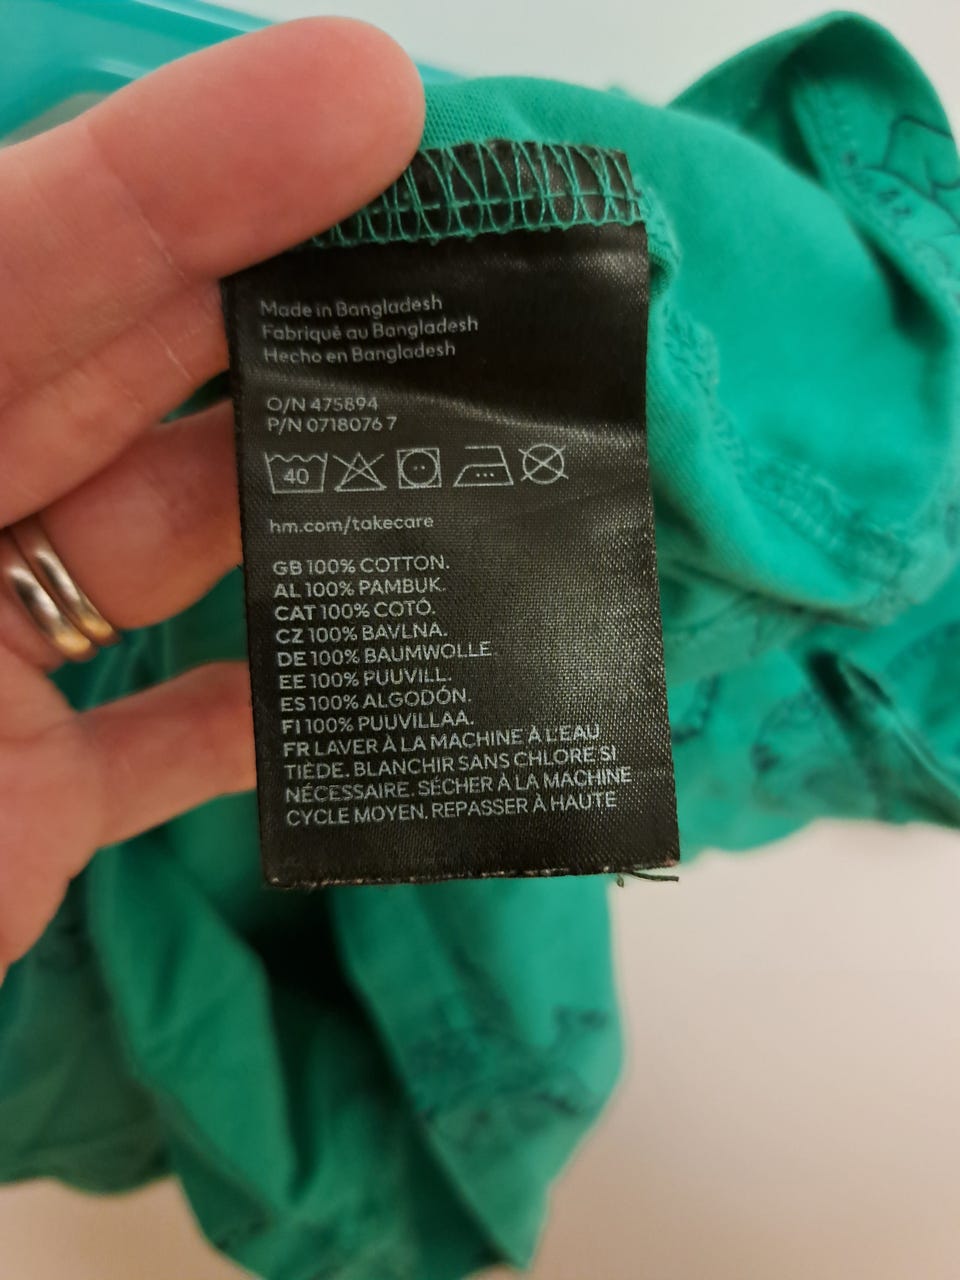 Made in Bangladesh
Fabriqué au Bangladesh
Hecho en Bangladesh
O/N 475894
P/N 0718076 7
40
hm.com/takecare
GB 100% COTTON.
AL 100% PAMBUK.
CAT 100% COTÓ.
CZ 100% BAVLNA.
DE 100% BAUMWOLLE.
EE 100% PUUVILL.
ES 100% ALGODÓN.
FI 100% PUUVILLAA.
FR LAVER À LA MACHINE À L'EAU
TIÈDE. BLANCHIR SANS CHLORE SI
NÉCESSAIRE. SÉCHER À LA MACHINE
CYCLE MOYEN. REPASSER À HAUTE